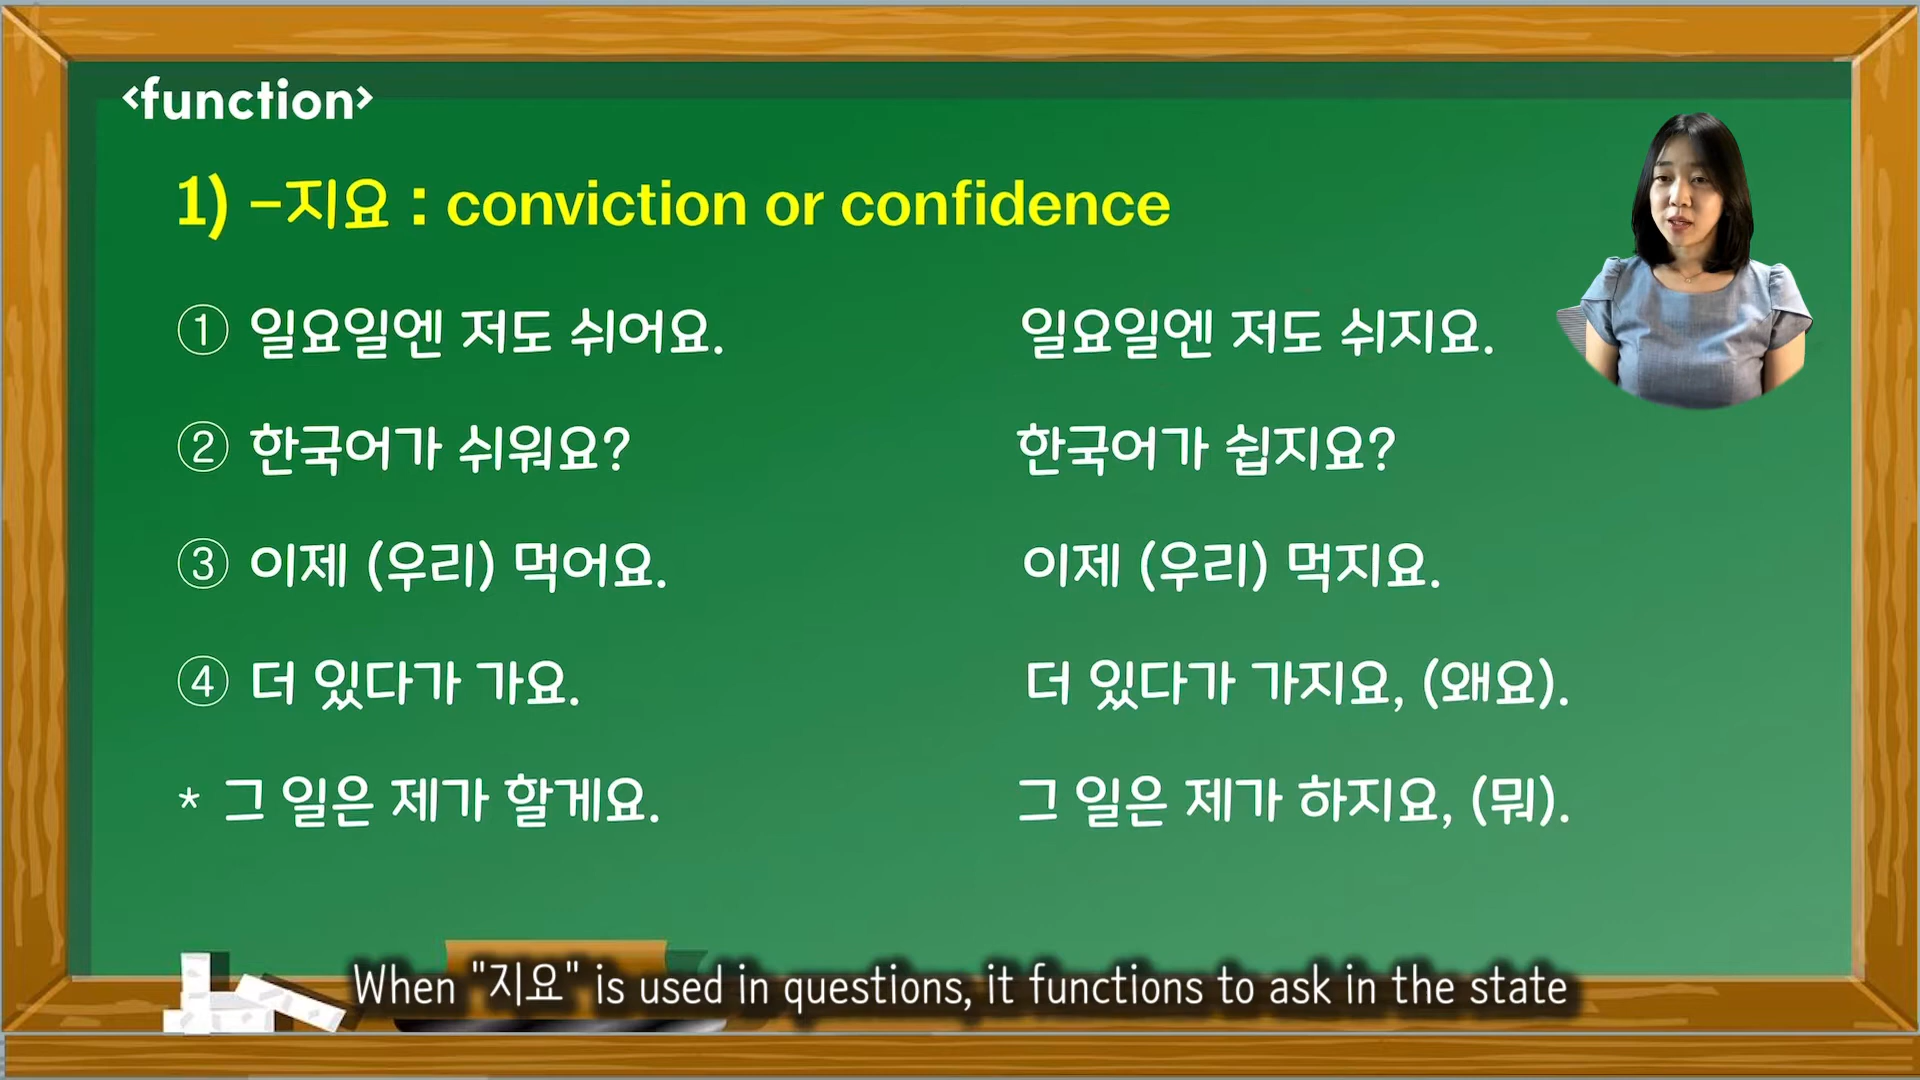 <function>
1) -지요 : conviction or confidence
① 일요일엔 저도 쉬어요. 일요일엔 저도 쉬지요.
② 한국어가 쉬워요? 한국어가 쉽지요?
③ 이제 (우리) 먹어요. 이제 (우리) 먹지요.
④ 더 있다가 가요. 더 있다가 가지요, (왜요).
* 그 일은 제가 할게요. 그 일은 제가 하지요, (뭐).
When "지요" is used in questions, it functions to ask in the state